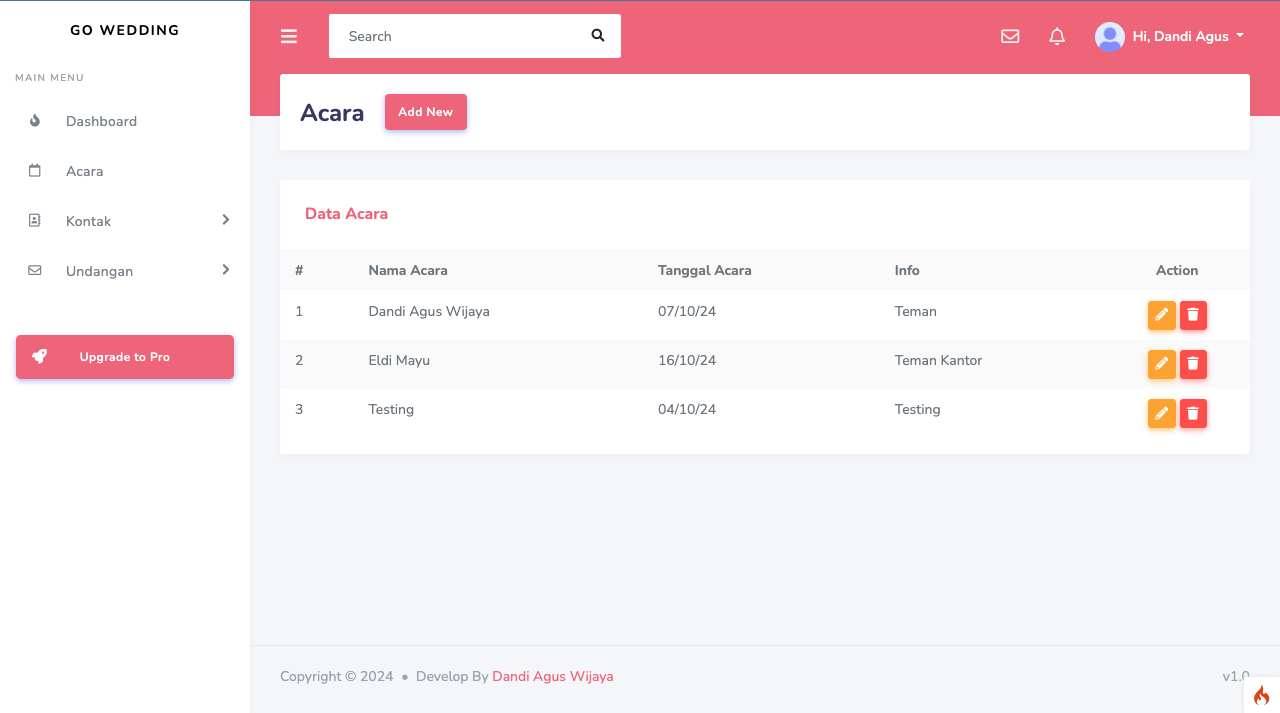 GO WEDDING
Search
Hi, Dandi Agus
MAIN MENU
Dashboard
Acara
Kontak
Undangan
Upgrade to Pro
Acara
Add New
Data Acara
# Nama Acara Tanggal Acara Info Action
1 Dandi Agus Wijaya 07/10/24 Teman
2 Eldi Mayu 16/10/24 Teman Kantor
3 Testing 04/10/24 Testing
Copyright © 2024 • Develop By Dandi Agus Wijaya
v1.0